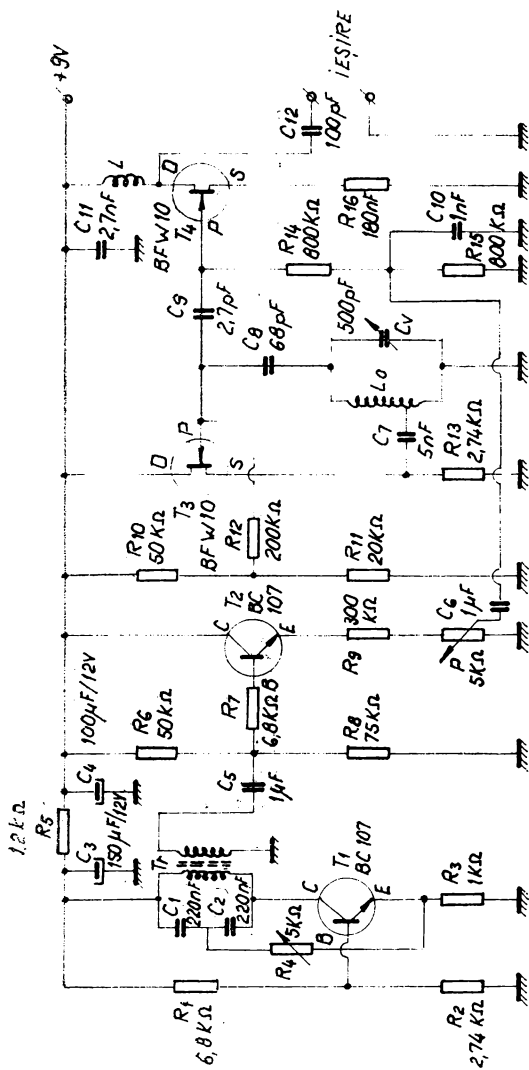 +9V
1.2 kΩ
R5
C3
150μF/12V
C4
100μF/12V
R1
6,8KΩ
C1
220nF
C2
220nF
Tr
R4
5KΩ
B
C
T1
BC 107
E
R2
2,74KΩ
R3
1KΩ
C5
1μF
R6
50KΩ
R7
6,8KΩ
B
R8
75KΩ
C
T2
BC
107
E
R9
300
KΩ
P
5KΩ
C6
1μF
R10
50KΩ
R12
200KΩ
R11
20KΩ
T3
BFW10
D
P
S
C7
5nF
R13
2,74KΩ
Lo
Cv
500pF
C8
68pF
C9
2,7pF
C11
2,7nF
BFW10
T4
L
D
P
S
R14
800KΩ
R16
180nF
C10
1nF
R15
800KΩ
C12
100pF
IEȘIRE